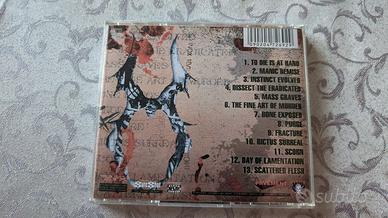 1. TO DIE IS AT HAND
2. MANIC DEMISE
3. INSTINCT EVOLVED
4. DISSECT THE ERADICATED
5. MASS GRAVES
6. THE FINE ART OF MURDER
7. BONE EXPOSED
8. PURGE
9. FRACTURE
10. RICTUS SURREAL
11. SCORN
12. DAY OF LAMENTATION
13. SCATTERED FLESH
PAVEMENT
subito